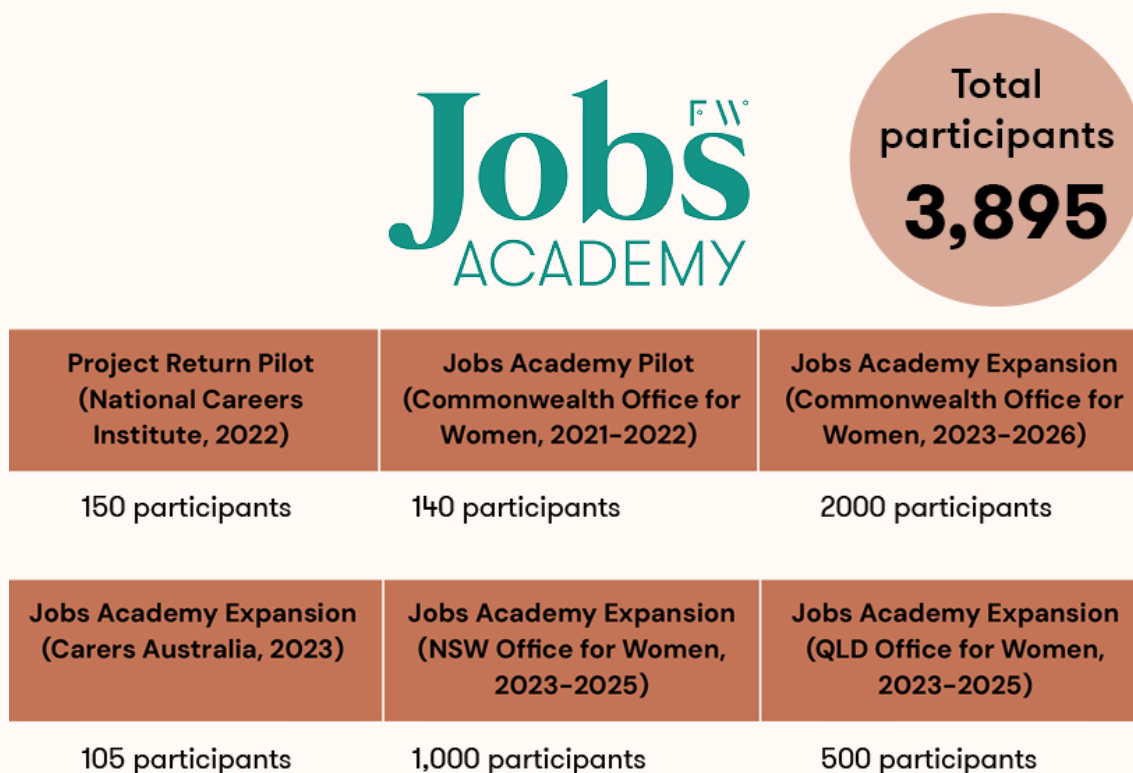 FW
Jobs
ACADEMY
Total
participants
3,895
Project Return Pilot
(National Careers
Institute, 2022)
Jobs Academy Pilot
(Commonwealth Office for
Women, 2021-2022)
Jobs Academy Expansion
(Commonwealth Office for
Women, 2023-2026)
150 participants
140 participants
2000 participants
Jobs Academy Expansion
(Carers Australia, 2023)
Jobs Academy Expansion
(NSW Office for Women,
2023-2025)
Jobs Academy Expansion
(QLD Office for Women,
2023-2025)
105 participants
1,000 participants
500 participants